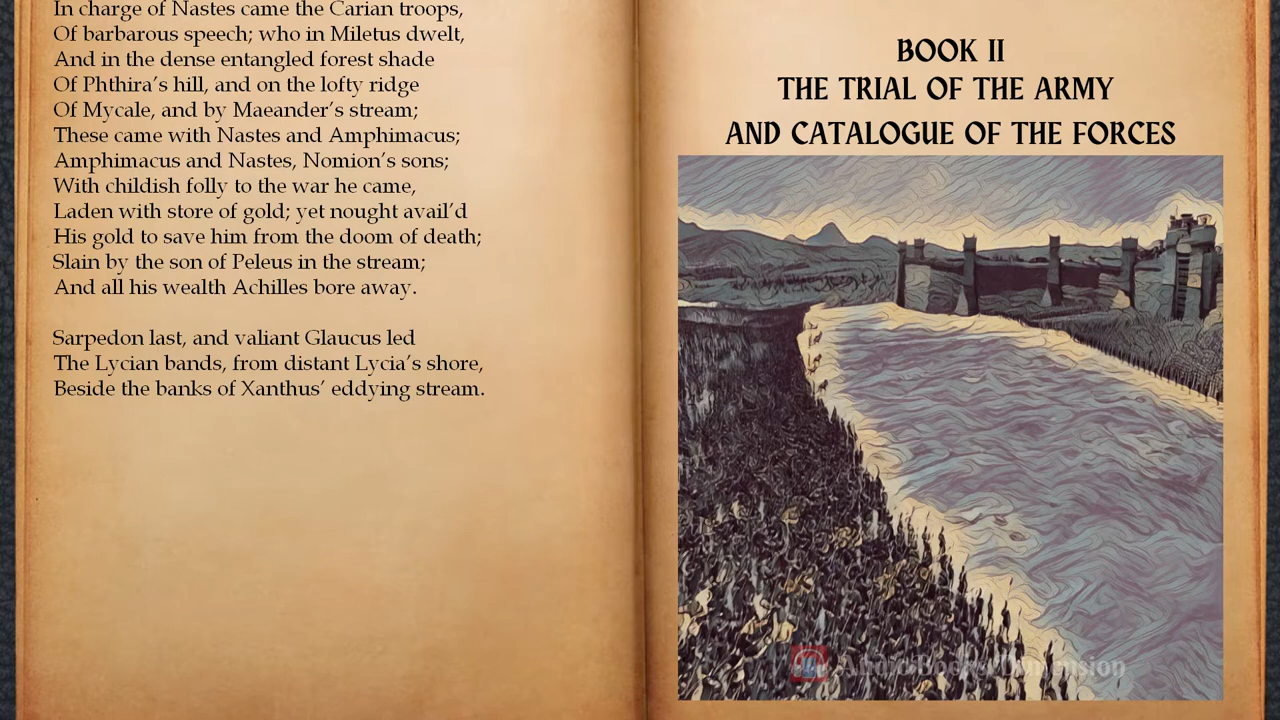 In charge of Nastes came the Carian troops,
Of barbarous speech; who in Miletus dwelt,
And in the dense entangled forest shade
Of Phthira's hill, and on the lofty ridge
Of Mycale, and by Maeander's stream;
These came with Nastes and Amphimacus;
Amphimacus and Nastes, Nomion's sons;
With childish folly to the war he came,
Laden with store of gold; yet nought avail'd
His gold to save him from the doom of death;
Slain by the son of Peleus in the stream;
And all his wealth Achilles bore away.
Sarpedon last, and valiant Glaucus led
The Lycian bands, from distant Lycia's shore,
Beside the banks of Xanthus' eddying stream.
BOOK II
THE TRIAL OF THE ARMY
AND CATALOGUE OF THE FORCES
AudioBooks Dimension